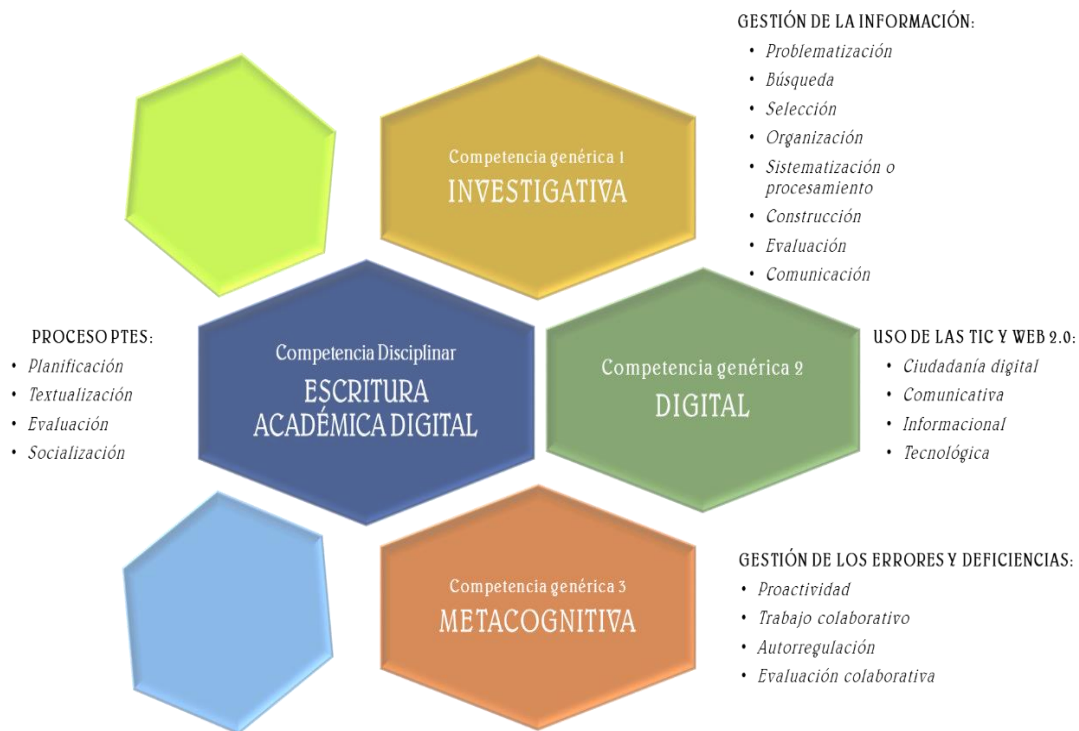 GESTIÓN DE LA INFORMACIÓN:
• Problematización
• Búsqueda
• Selección
• Organización
• Sistematización o
procesamiento
• Construcción
• Evaluación
• Comunicación
Competencia genérica 1
INVESTIGATIVA
PROCESO PTES:
• Planificación
• Textualización
• Evaluación
• Socialización
Competencia Disciplinar
ESCRITURA
ACADÉMICA DIGITAL
Competencia genérica 2
DIGITAL
USO DE LAS TIC Y WEB 2.0:
• Ciudadanía digital
• Comunicativa
• Informacional
• Tecnológica
Competencia genérica 3
METACOGNITIVA
GESTIÓN DE LOS ERRORES Y DEFICIENCIAS:
• Proactividad
• Trabajo colaborativo
• Autorregulación
• Evaluación colaborativa